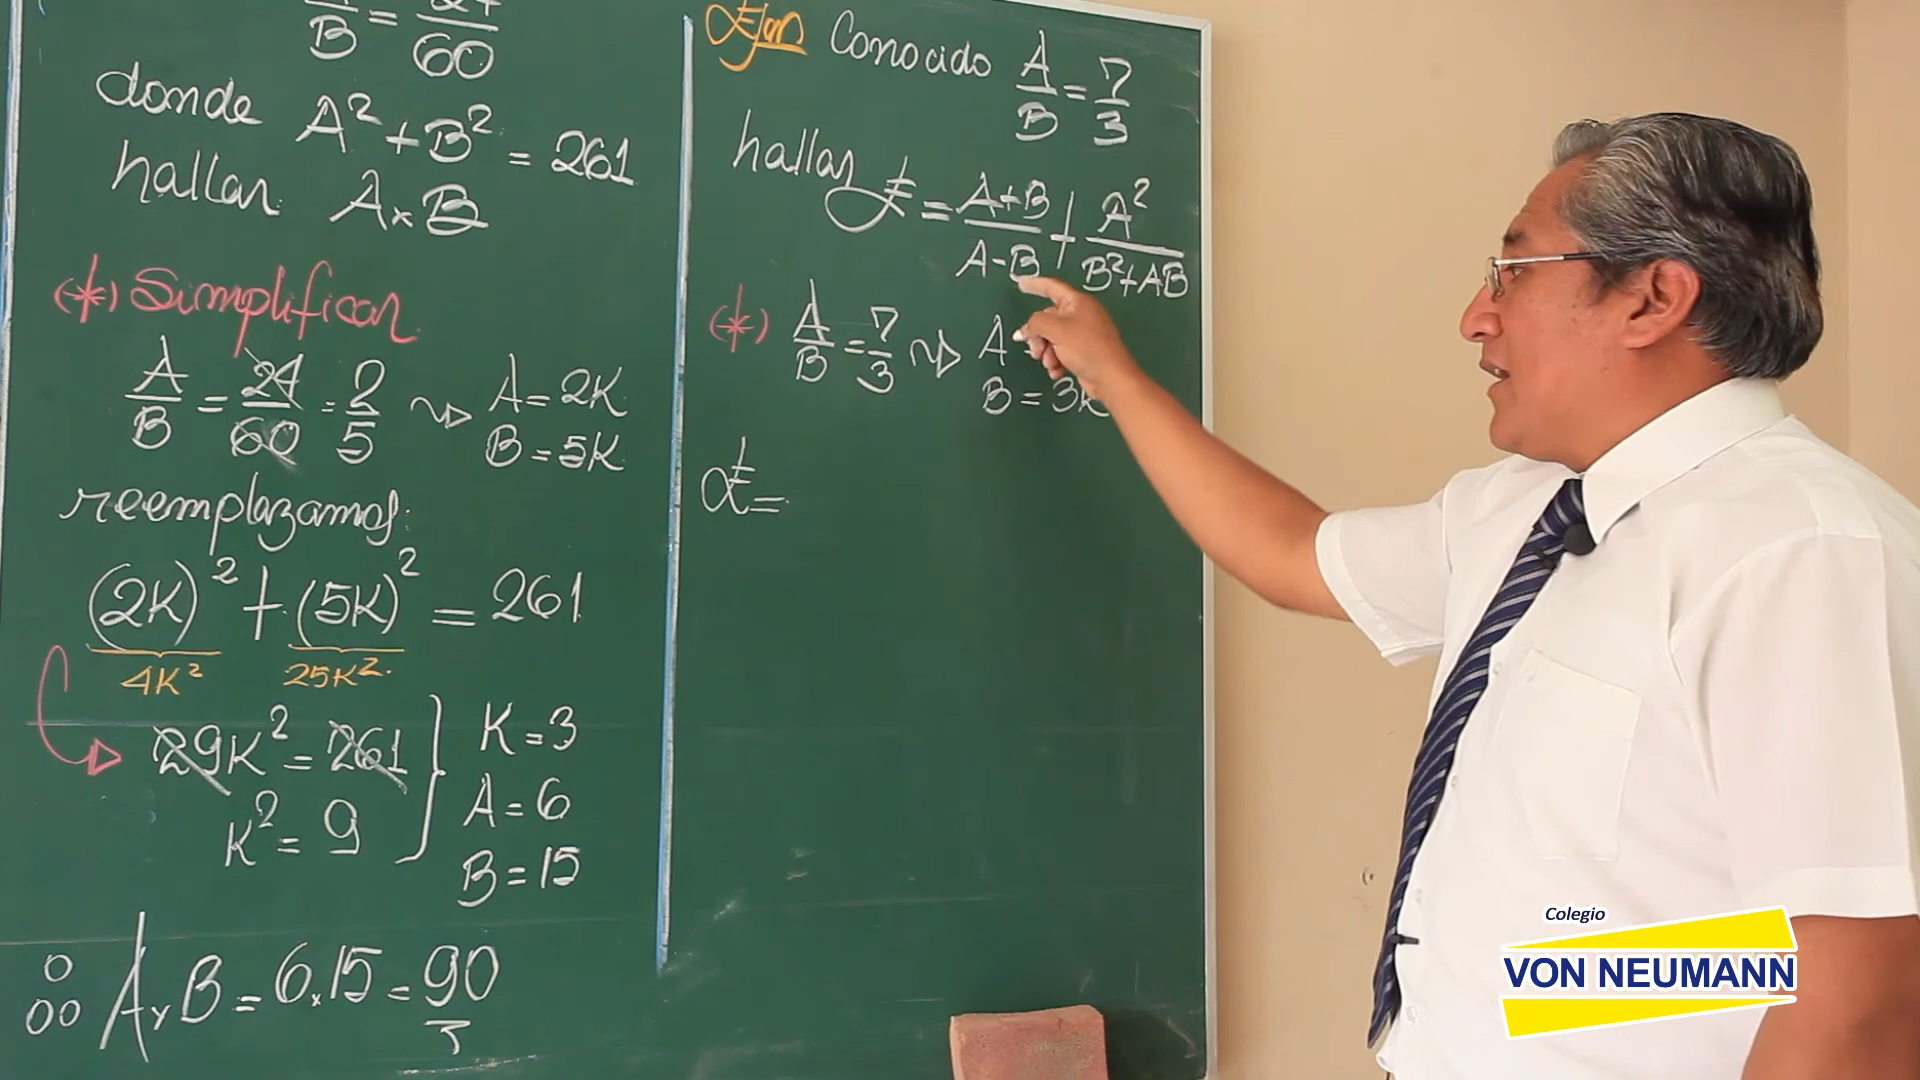 B = 60
donde A² + B² = 261
hallar A x B
(*) Simplificar
A/B = 24/60 = 2/5 ⇝ A = 2K
B = 5K
reemplazamos:
(2K)² + (5K)² = 261
4K² 25K²
29K² = 261
K² = 9
K = 3
A = 6
B = 15
∴ A x B = 6 x 15 = 90
Ejm Conocido A/B = 7/3
hallar E = A+B/A-B + A²/B²+AB
(*) A/B = 7/3 ⇝ A
B = 3K
E =
Colegio
VON NEUMANN